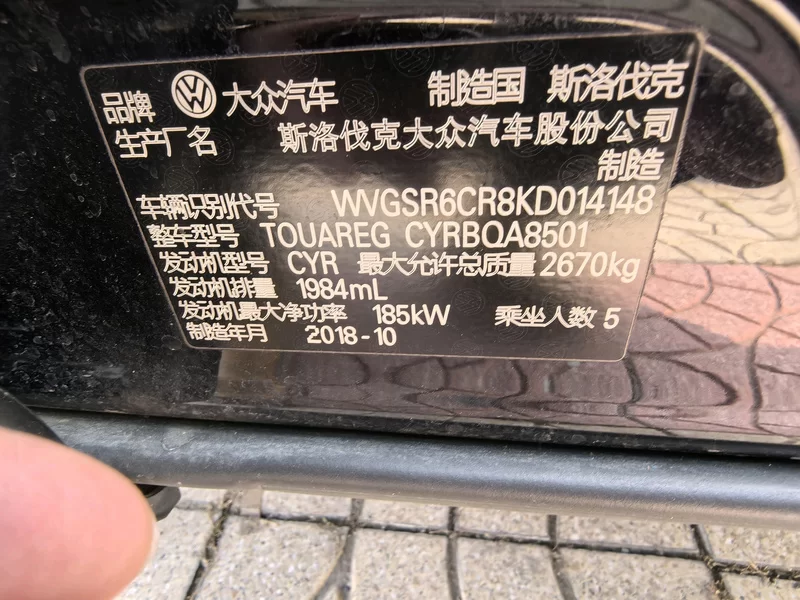 品牌 大众汽车 制造国 斯洛伐克
生产厂名 斯洛伐克大众汽车股份公司
制造
车辆识别代号 WVGSR6CR8KD014148
整车型号 TOUAREG CYRBQA8501
发动机型号 CYR 最大允许总质量 2670kg
发动机排量 1984mL
发动机最大净功率 185kW 乘坐人数 5
制造年月 2018-10